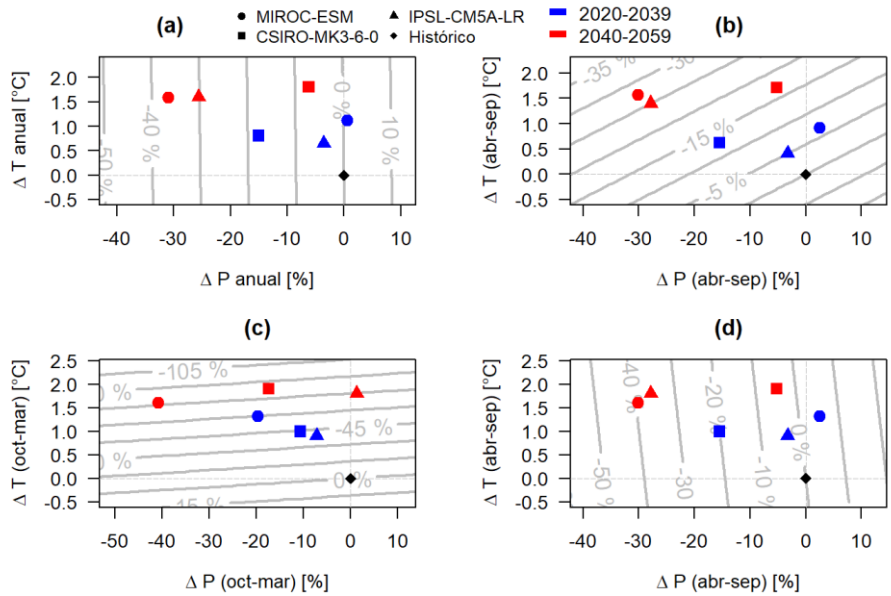 MIROC-ESM IPSL-CM5A-LR 2020-2039
CSIRO-MK3-6-0 Histórico 2040-2059
(a)
Δ T anual [°C]
2.0
1.5
1.0
0.5
0.0
-0.5
-50 %
-40 %
0 %
10 %
-40 -30 -20 -10 0 10
Δ P anual [%]
(b)
Δ T (abr-sep) [°C]
2.0
1.5
1.0
0.5
0.0
-0.5
-35 %
-15 %
-5 %
-40 -30 -20 -10 0 10
Δ P (abr-sep) [%]
(c)
Δ T (oct-mar) [°C]
2.5
2.0
1.5
1.0
0.5
0.0
-0.5
-105 %
-45 %
0 %
-50 -40 -30 -20 -10 0 10
Δ P (oct-mar) [%]
(d)
Δ T (abr-sep) [°C]
2.5
2.0
1.5
1.0
0.5
0.0
-0.5
-50 %
-20 %
-10 %
0 %
-40 -30 -20 -10 0 10
Δ P (abr-sep) [%]